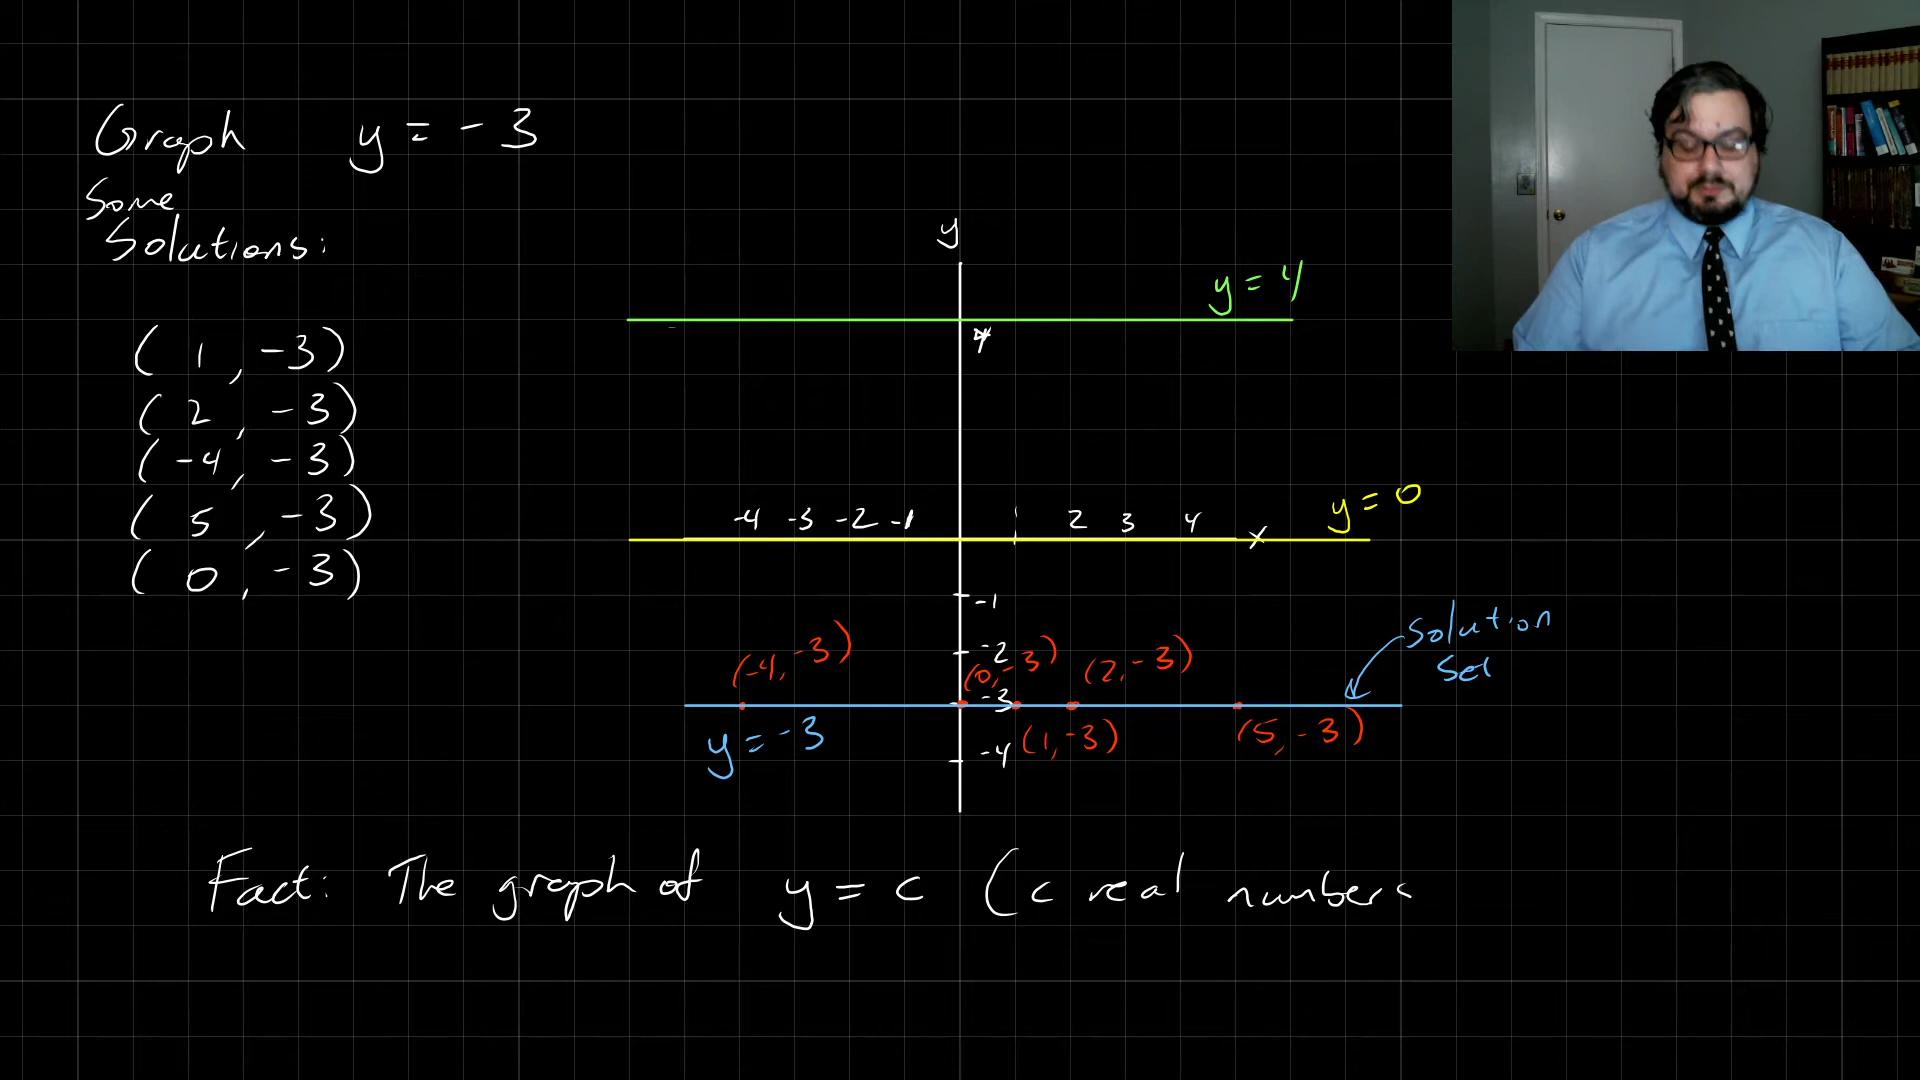 Graph y = -3
Some
Solutions:
(1, -3)
(2, -3)
(-4, -3)
(5, -3)
(0, -3)
y
y = 4
4
y = 0
-4 -3 -2 -1 1 2 3 4 x
-1
-2
-3
-4
(-4, -3)
(0, -3)
(2, -3)
Solution
Set
y = -3
(1, -3)
(5, -3)
Fact: The graph of y = c (c real number